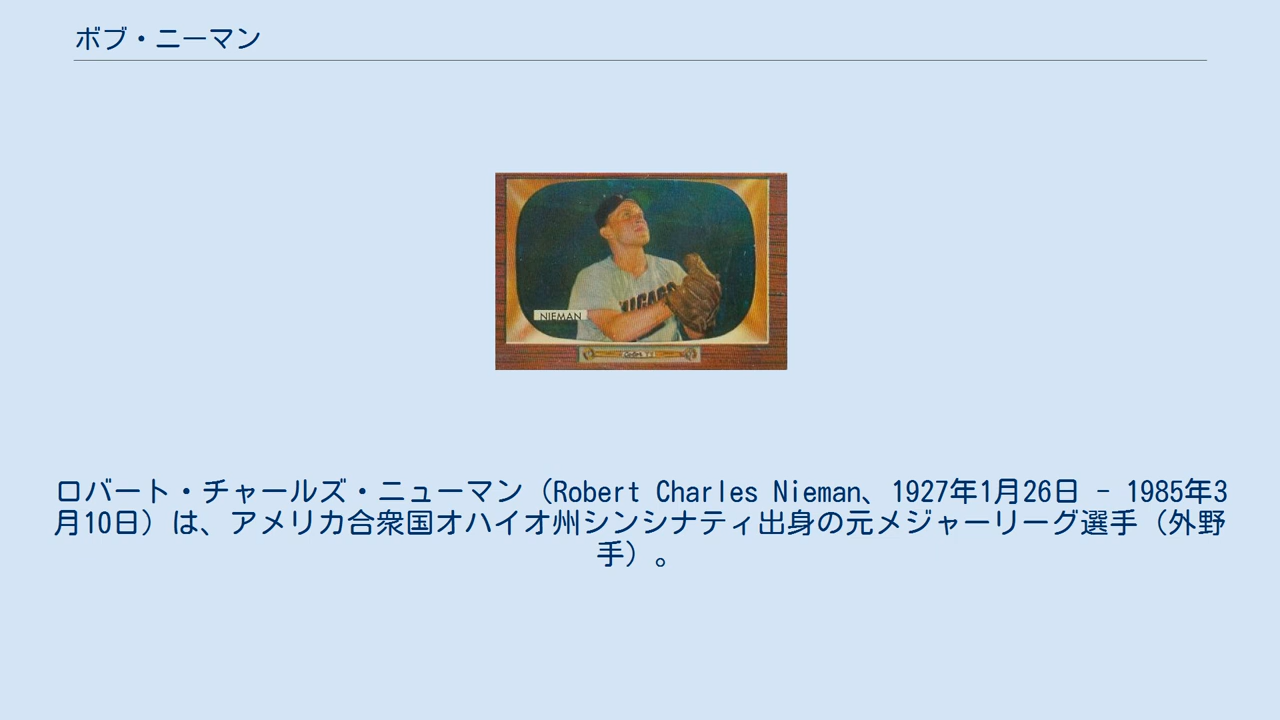 ボブ・ニーマン
NIEMAN
ロバート・チャールズ・ニューマン（Robert Charles Nieman、1927年1月26日 - 1985年3
月10日）は、アメリカ合衆国オハイオ州シンシナティ出身の元メジャーリーグ選手（外野
手）。